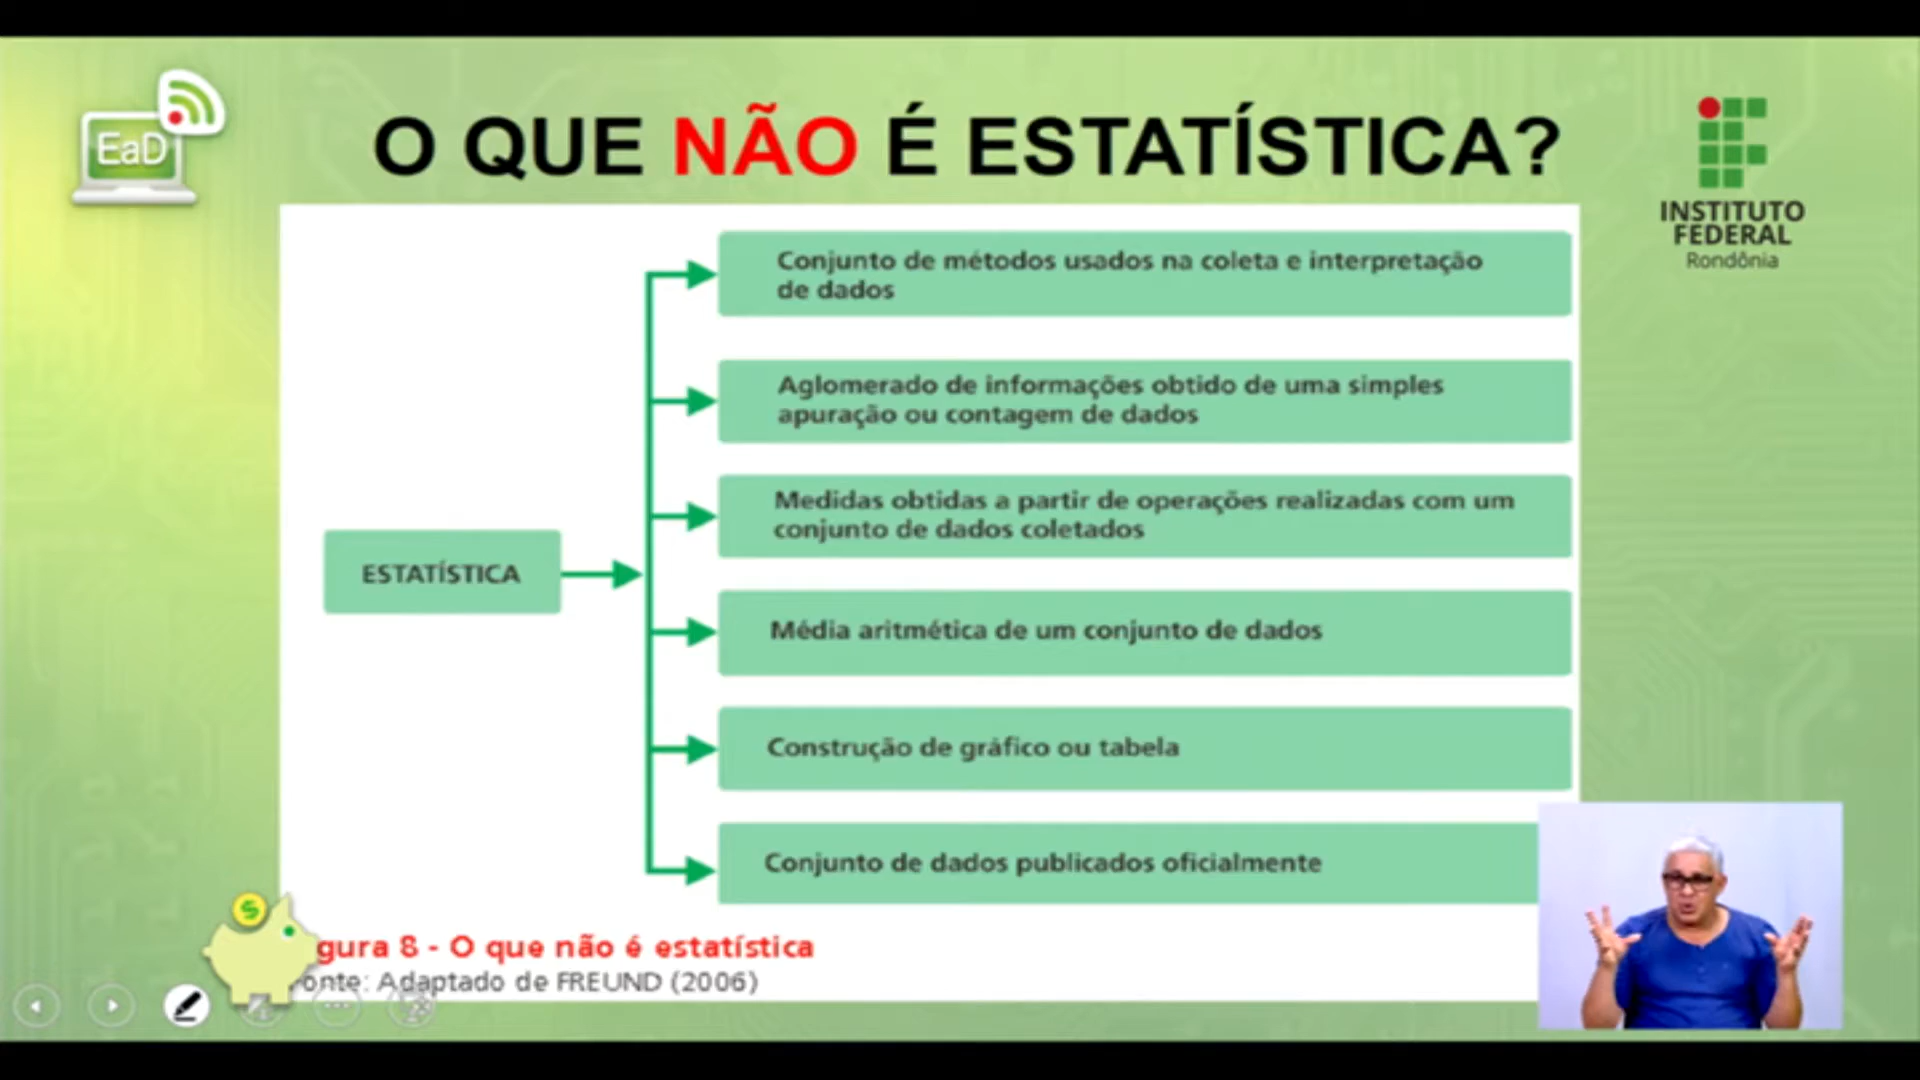 EaD
O QUE NÃO É ESTATÍSTICA?
INSTITUTO
FEDERAL
Rondônia
Conjunto de métodos usados na coleta e interpretação
de dados
Aglomerado de informações obtido de uma simples
apuração ou contagem de dados
Medidas obtidas a partir de operações realizadas com um
conjunto de dados coletados
ESTATÍSTICA
Média aritmética de um conjunto de dados
Construção de gráfico ou tabela
Conjunto de dados publicados oficialmente
$
gura 8 - O que não é estatística
onte: Adaptado de FREUND (2006)